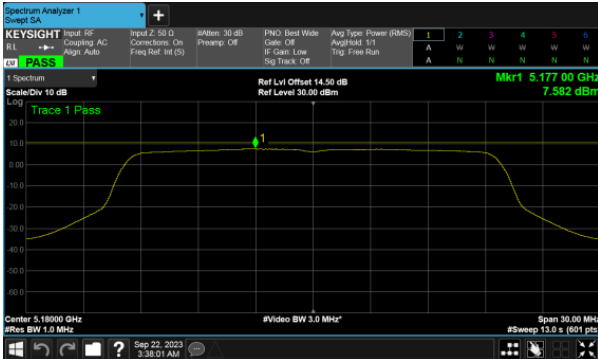 Spectrum Analyzer 1
Swept SA
+
KEYSIGHT Input: RF Input Z: 50 Ω #Atten: 30 dB PNO: Best Wide Avg Type: Power (RMS) 1 2 3 4 5 6
RL Coupling: AC Corrections: On Preamp: Off Gate: Off Avg|Hold: 1/1 A W W W W W
Align: Auto Freq Ref: Int (S) IF Gain: Low Trig: Free Run
LXI PASS Sig Track: Off A N N N N N
1 Spectrum
Ref Lvl Offset 14.50 dB Mkr1 5.177 00 GHz
Scale/Div 10 dB Ref Level 30.00 dBm 7.582 dBm
Log
Trace 1 Pass
20.0
10.0
1
0.00
-10.0
-20.0
-30.0
-40.0
-50.0
-60.0
Center 5.18000 GHz #Video BW 3.0 MHz* Span 30.00 MHz
#Res BW 1.0 MHz #Sweep 13.0 s (601 pts)
? Sep 22, 2023
3:38:01 AM